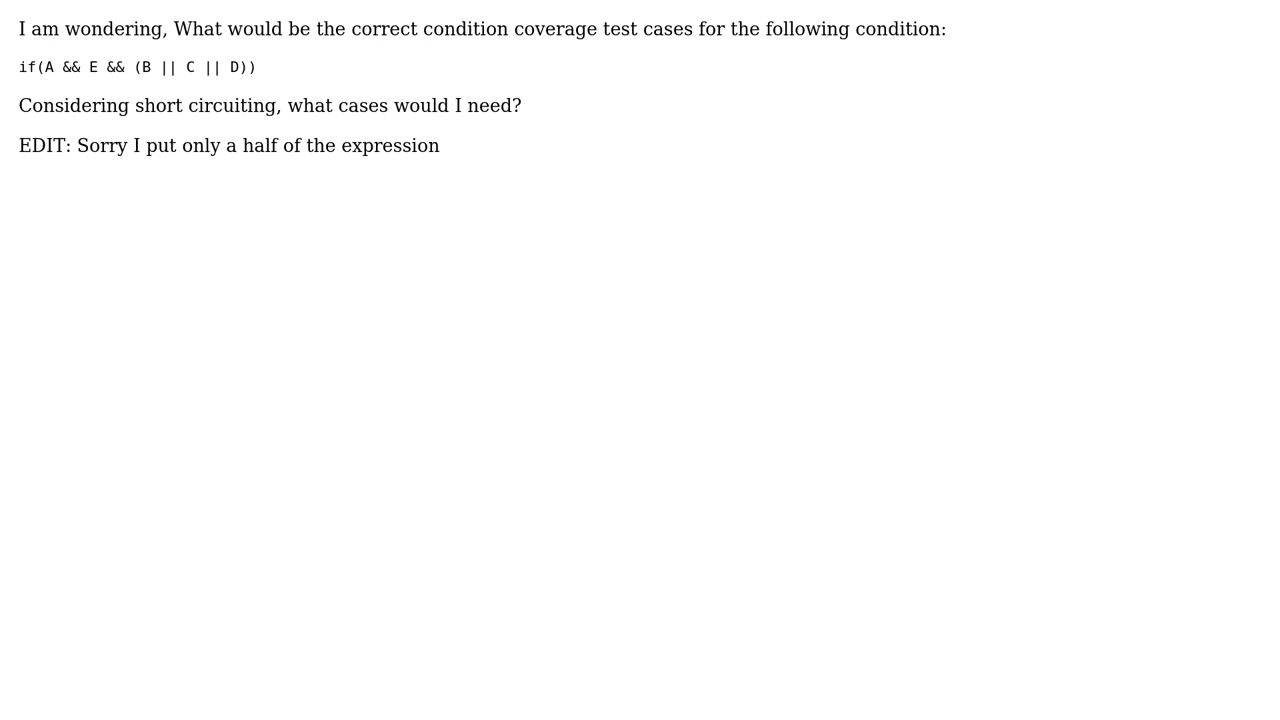 I am wondering, What would be the correct condition coverage test cases for the following condition:
if(A && E && (B || C || D))
Considering short circuiting, what cases would I need?
EDIT: Sorry I put only a half of the expression